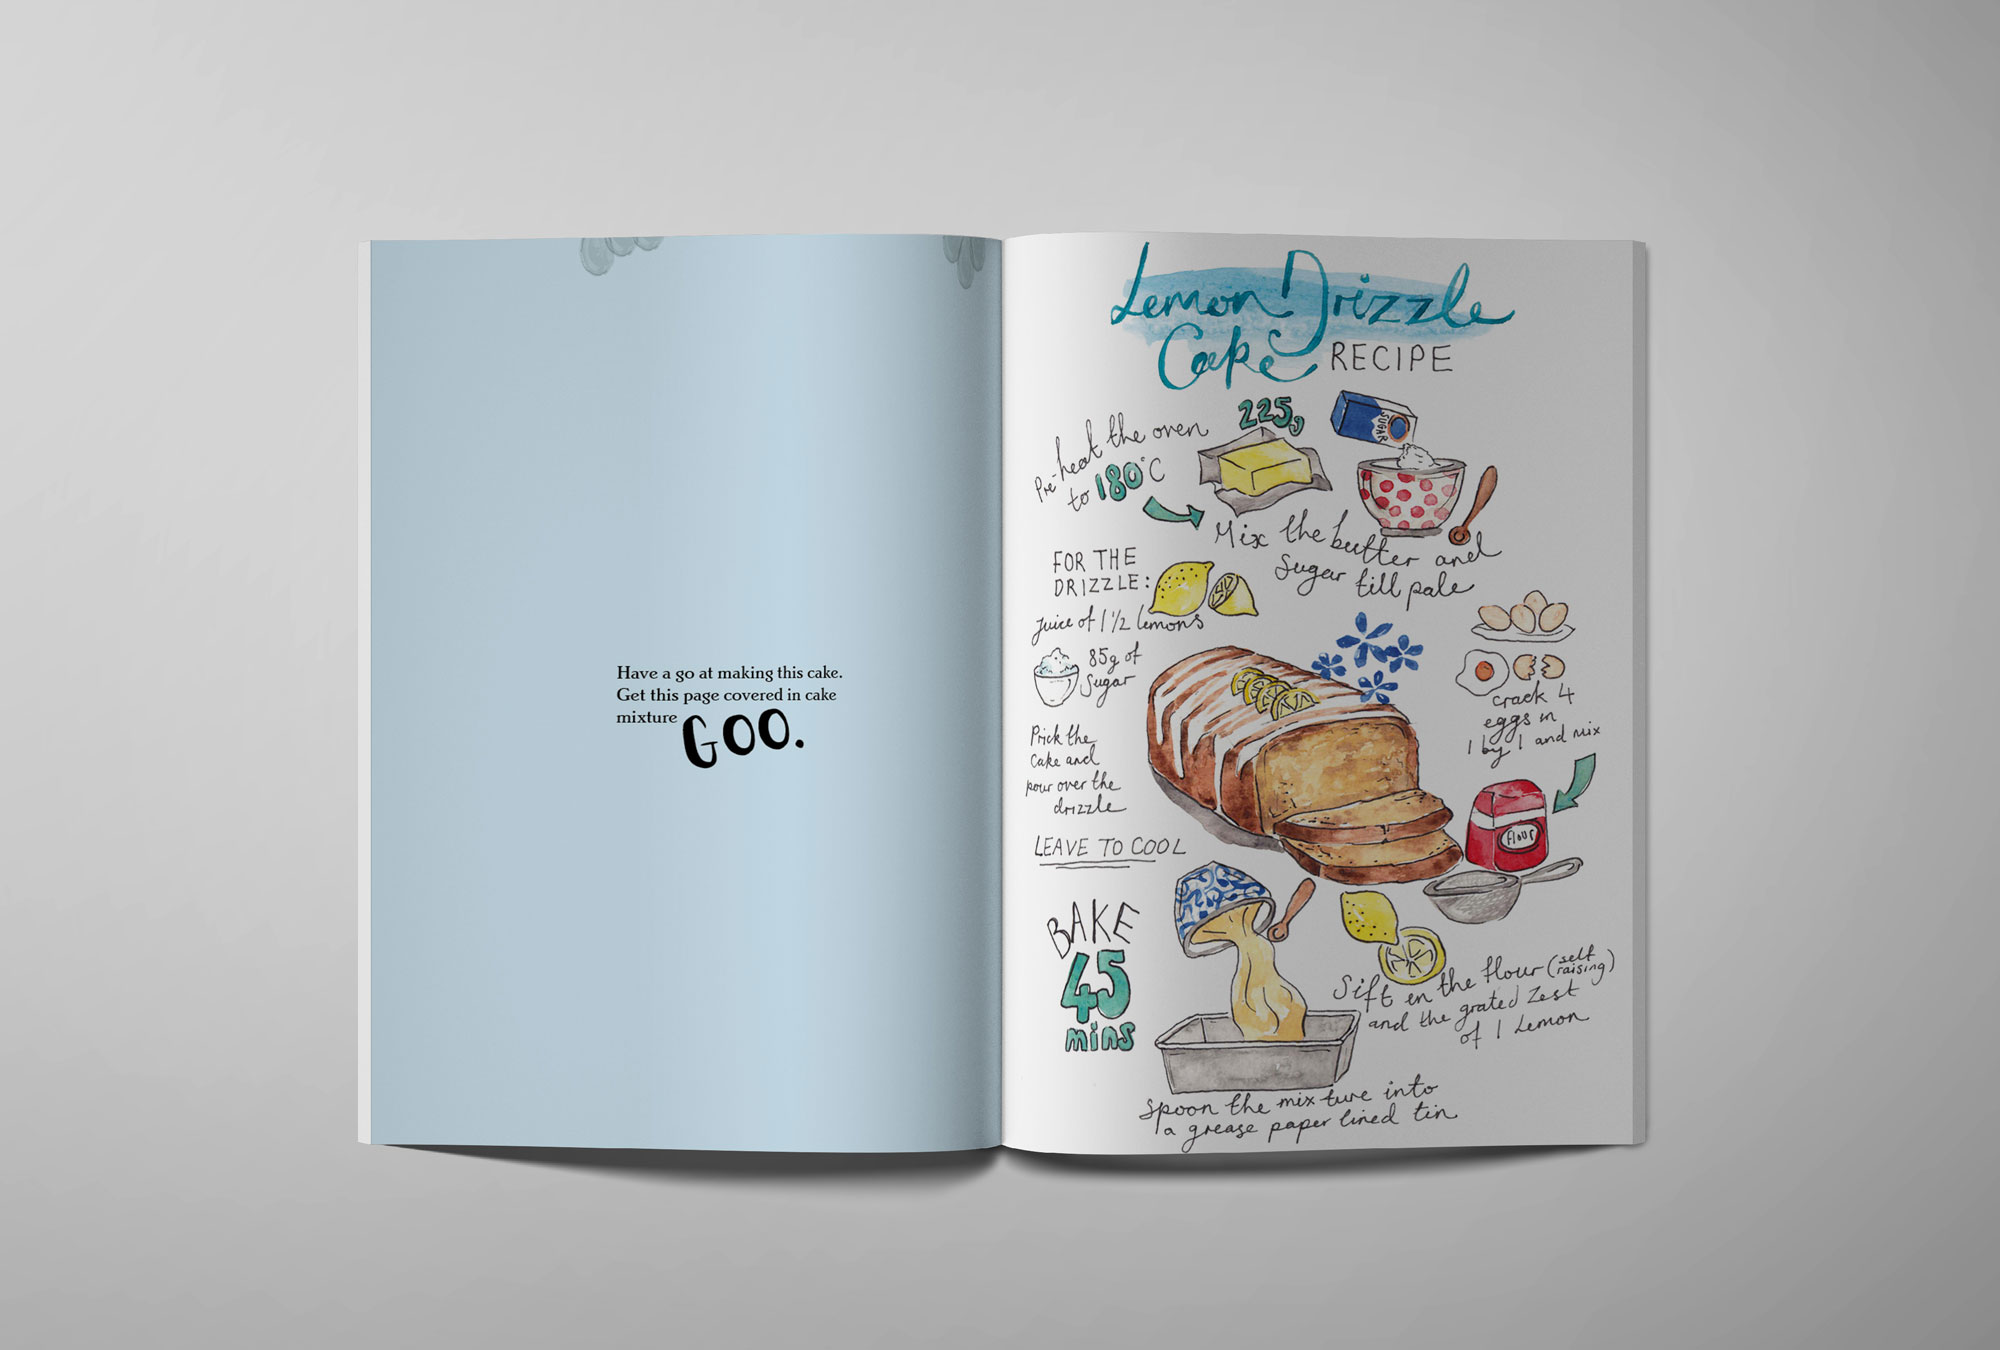 Have a go at making this cake.
Get this page covered in cake
mixture GOO.
Lemon Drizzle
Cake RECIPE
Pre-heat the oven
to 180°C
225g
SUGAR
Mix the butter and
Sugar till pale
crack 4
eggs in
1 by 1 and mix
flour
Sift in the flour (self raising)
and the grated Zest
of 1 Lemon
Spoon the mixture into
a grease paper lined tin
BAKE
45
mins
FOR THE
DRIZZLE:
juice of 1 1/2 lemons
85g of
Sugar
Prick the
cake and
pour over the
drizzle
LEAVE TO COOL